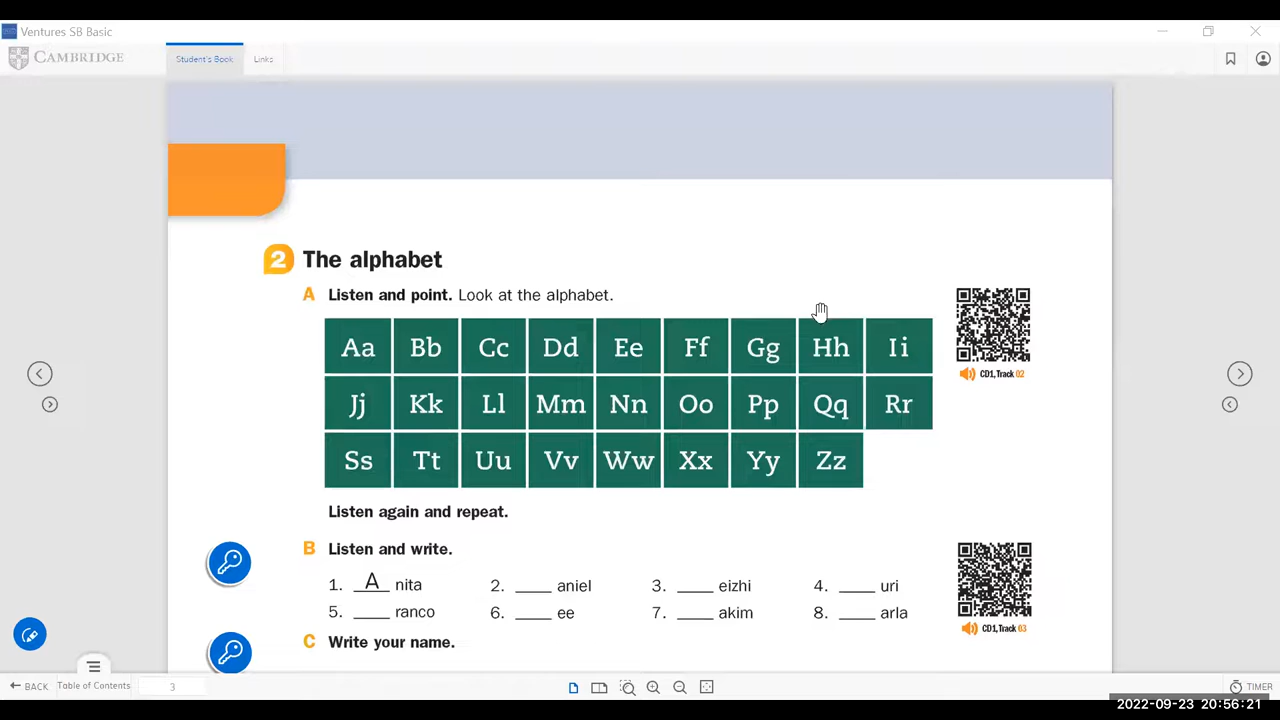 Ventures SB Basic
CAMBRIDGE
Student's Book Links
2 The alphabet
A Listen and point. Look at the alphabet.
Aa Bb Cc Dd Ee Ff Gg Hh Ii
CD1, Track 02
Jj Kk Ll Mm Nn Oo Pp Qq Rr
Ss Tt Uu Vv Ww Xx Yy Zz
Listen again and repeat.
B Listen and write.
1. A nita 2. ____ aniel 3. ____ eizhi 4. ____ uri
5. ____ ranco 6. ____ ee 7. ____ akim 8. ____ arla
CD1, Track 03
C Write your name.
BACK Table of Contents 3 TIMER
2022-09-23 20:56:21